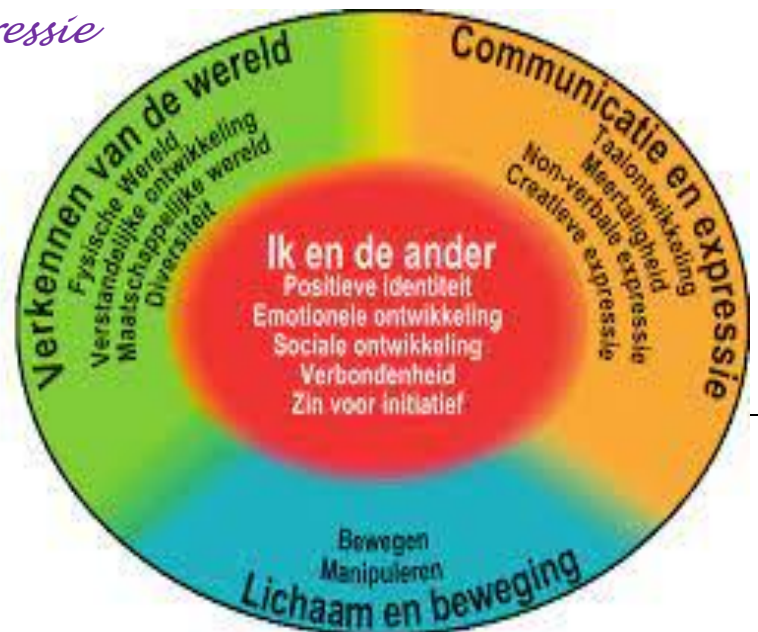 ressie
Verkennen van de wereld
Fysische Wereld
Verstandelijke ontwikkeling
Maatschappelijke wereld
Diversiteit
Communicatie en expressie
Taalontwikkeling
Meertaligheid
Non-verbale expressie
Creatieve expressie
Ik en de ander
Positieve identiteit
Emotionele ontwikkeling
Sociale ontwikkeling
Verbondenheid
Zin voor initiatief
Bewegen
Manipuleren
Lichaam en beweging